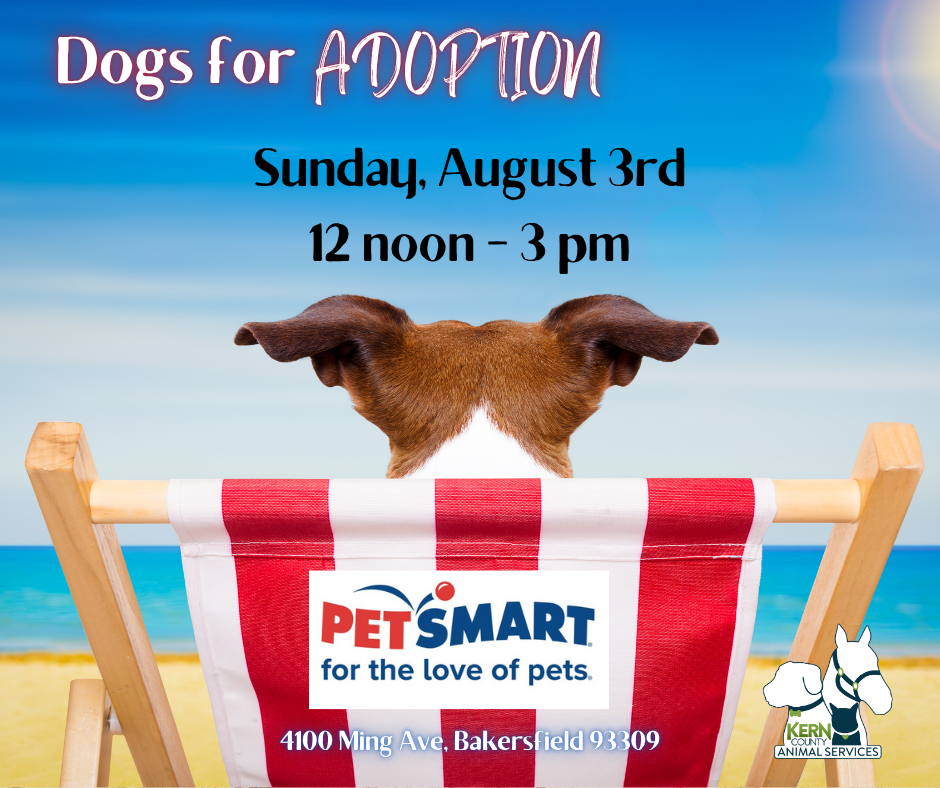 Dogs for ADOPTION
Sunday, August 3rd
12 noon - 3 pm
PETSMART
for the love of pets.
4100 Ming Ave, Bakersfield 93309
KERN
COUNTY
ANIMAL SERVICES